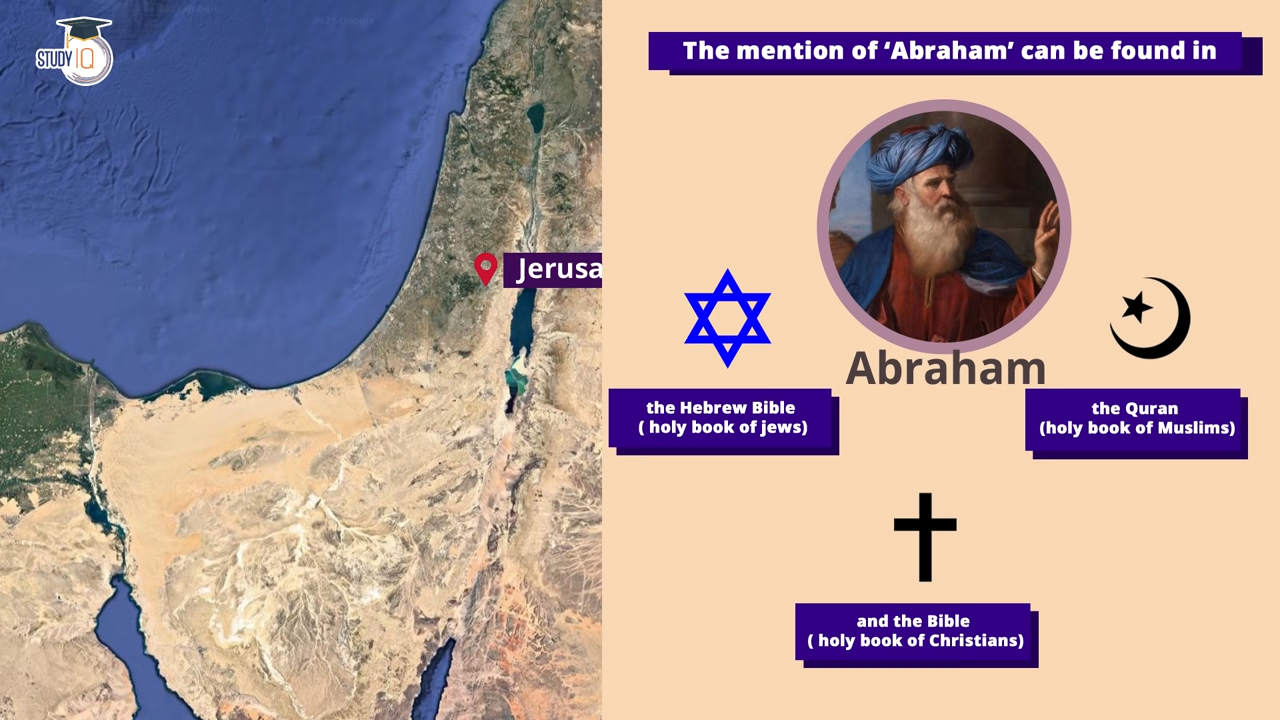 STUDY IQ
The mention of ‘Abraham’ can be found in
Jerusa
Abraham
the Hebrew Bible
( holy book of jews)
the Quran
(holy book of Muslims)
and the Bible
( holy book of Christians)